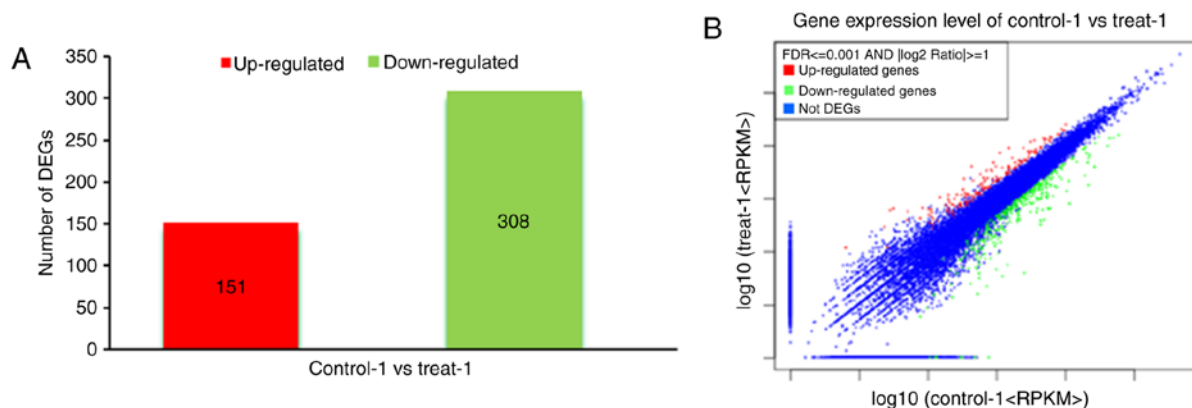 A
Up-regulated
Down-regulated
350
300
250
200
150
100
50
0
Number of DEGs
151
308
Control-1 vs treat-1
B
Gene expression level of control-1 vs treat-1
FDR<=0.001 AND |log2 Ratio|>=1
Up-regulated genes
Down-regulated genes
Not DEGs
log10 (treat-1<RPKM>)
log10 (control-1<RPKM>)